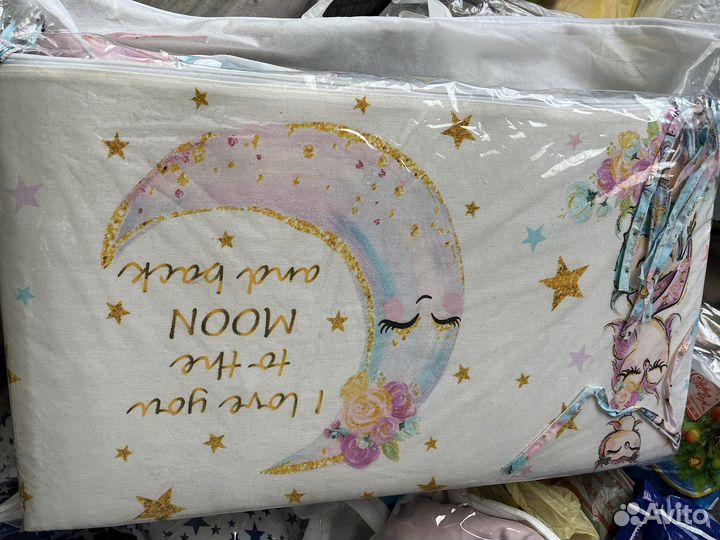 I love you
to the
MOON
and back
Avito